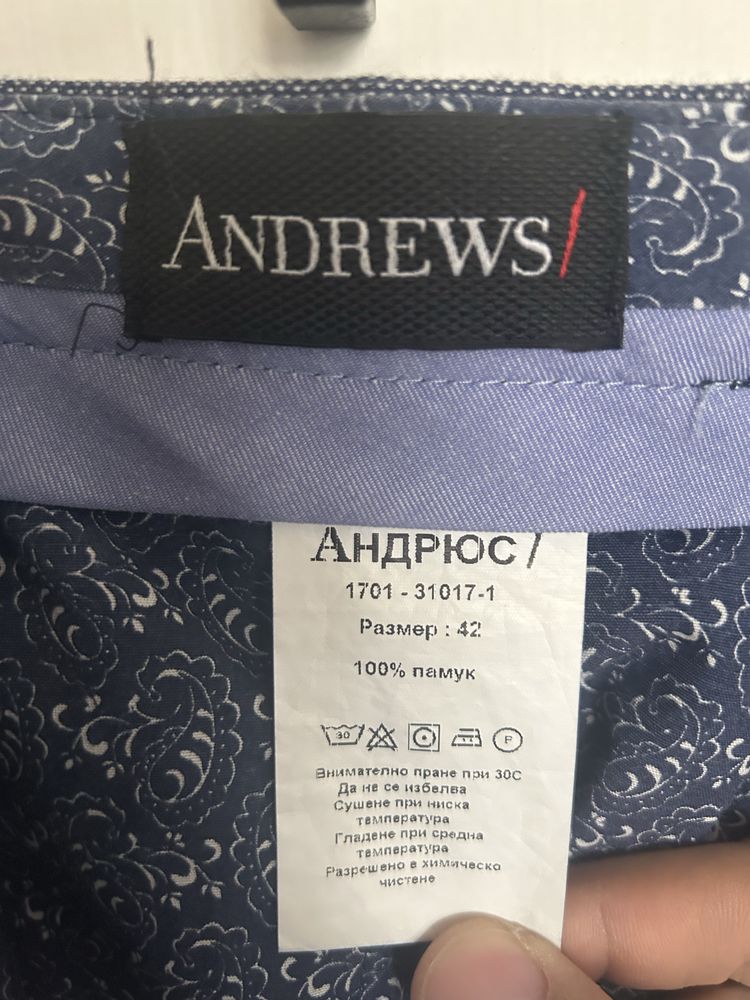 ANDREWS/
АНДРЮС/
1701 - 31017-1
Размер : 42
100% памук
30 P
Внимателно пране при 30С
Да не се избелва
Сушене при ниска
температура
Гладене при средна
температура
Разрешено е химическо
чистене